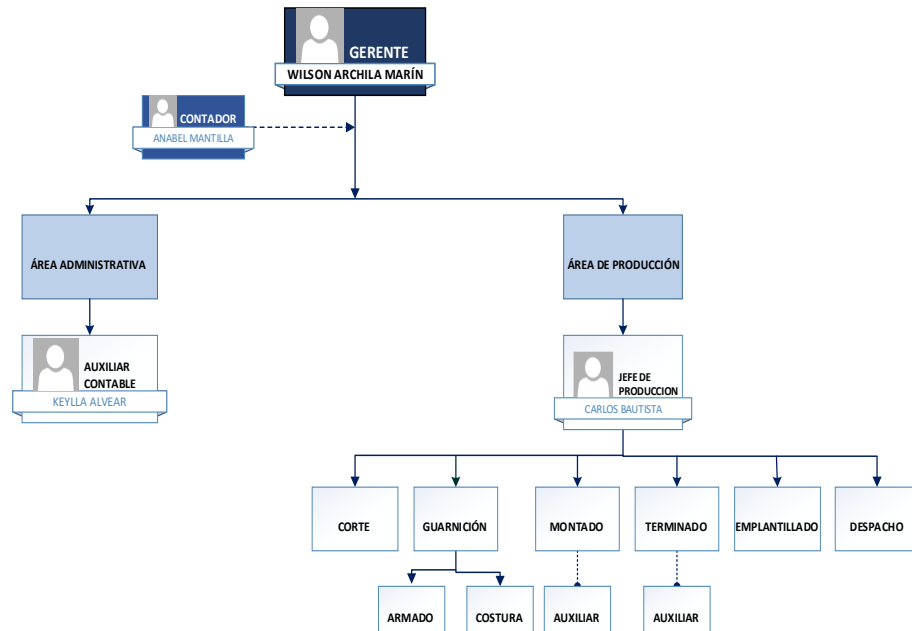 GERENTE
WILSON ARCHILA MARÍN
CONTADOR
ANABEL MANTILLA
ÁREA ADMINISTRATIVA
ÁREA DE PRODUCCIÓN
AUXILIAR
CONTABLE
KEYLLA ALVEAR
JEFE DE
PRODUCCION
CARLOS BAUTISTA
CORTE
GUARNICIÓN
MONTADO
TERMINADO
EMPLANTILLADO
DESPACHO
ARMADO
COSTURA
AUXILIAR
AUXILIAR